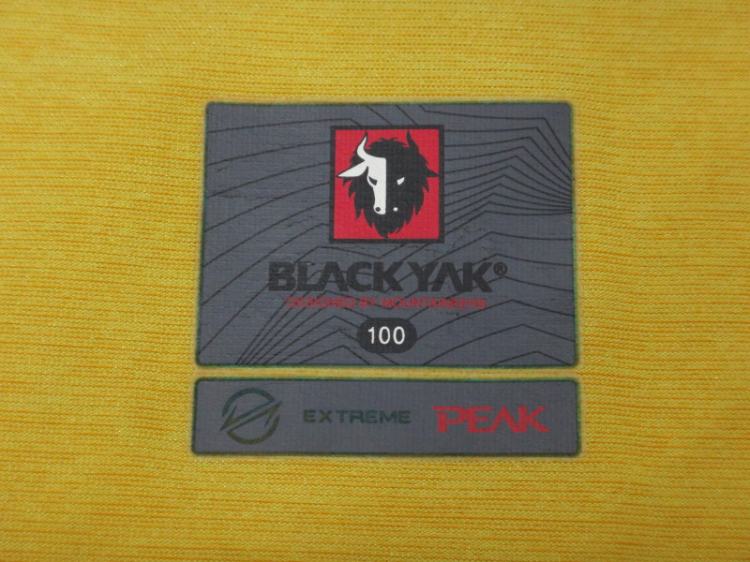 BLACK YAK®
DESIGNED BY MOUNTAINEERS
100
EXTREME PEAK